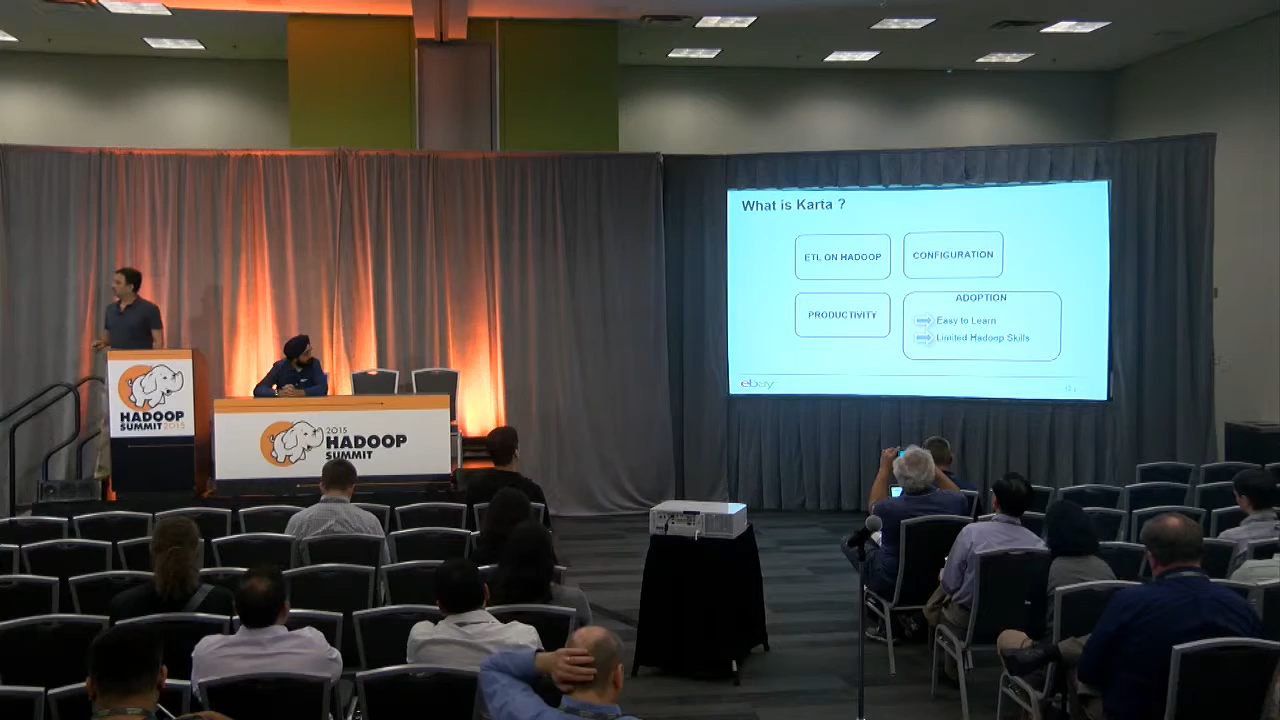 What is Karta ?
ETL ON HADOOP
CONFIGURATION
PRODUCTIVITY
ADOPTION
Easy to Learn
Limited Hadoop Skills
ebay
HADOOP
SUMMIT 2015
2015
HADOOP
SUMMIT